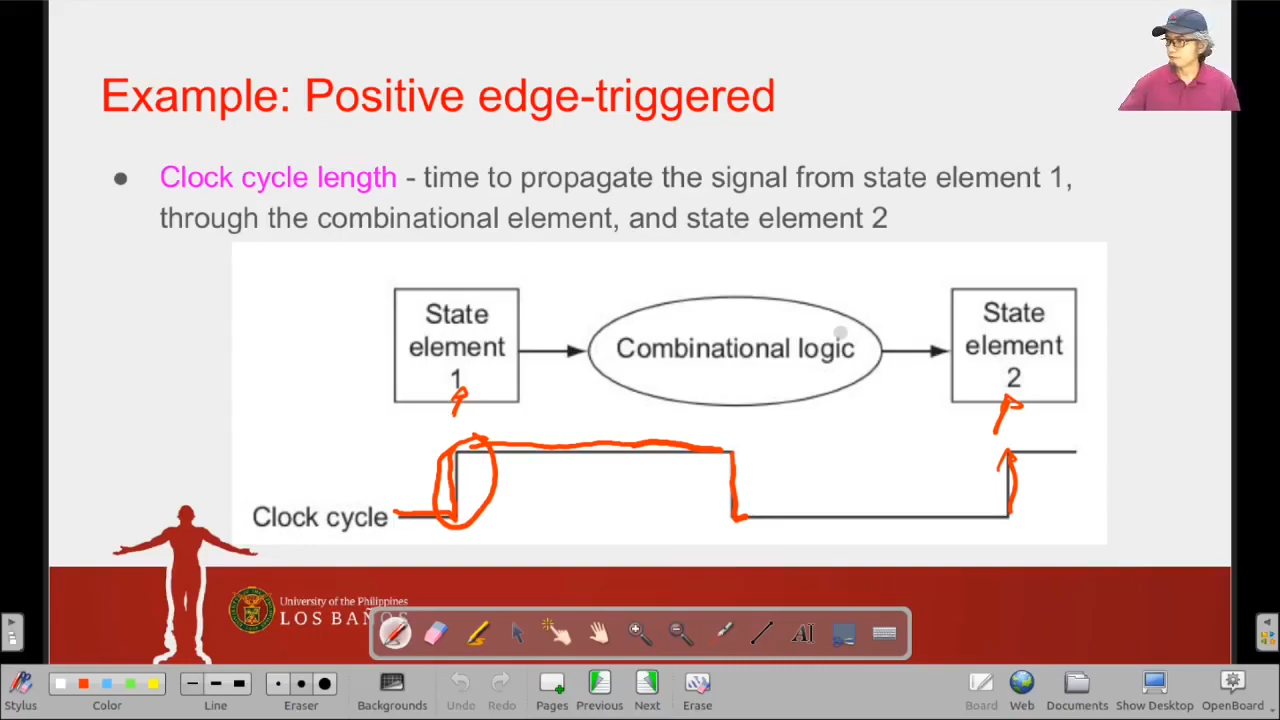 Example: Positive edge-triggered
● Clock cycle length - time to propagate the signal from state element 1,
through the combinational element, and state element 2
State
element
1
Combinational logic
State
element
2
Clock cycle
University of the Philippines
LOS BAÑOS
Stylus
Color
Line
Eraser
Backgrounds
Undo
Redo
Pages
Previous
Next
Erase
Board
Web
Documents
Show Desktop
OpenBoard